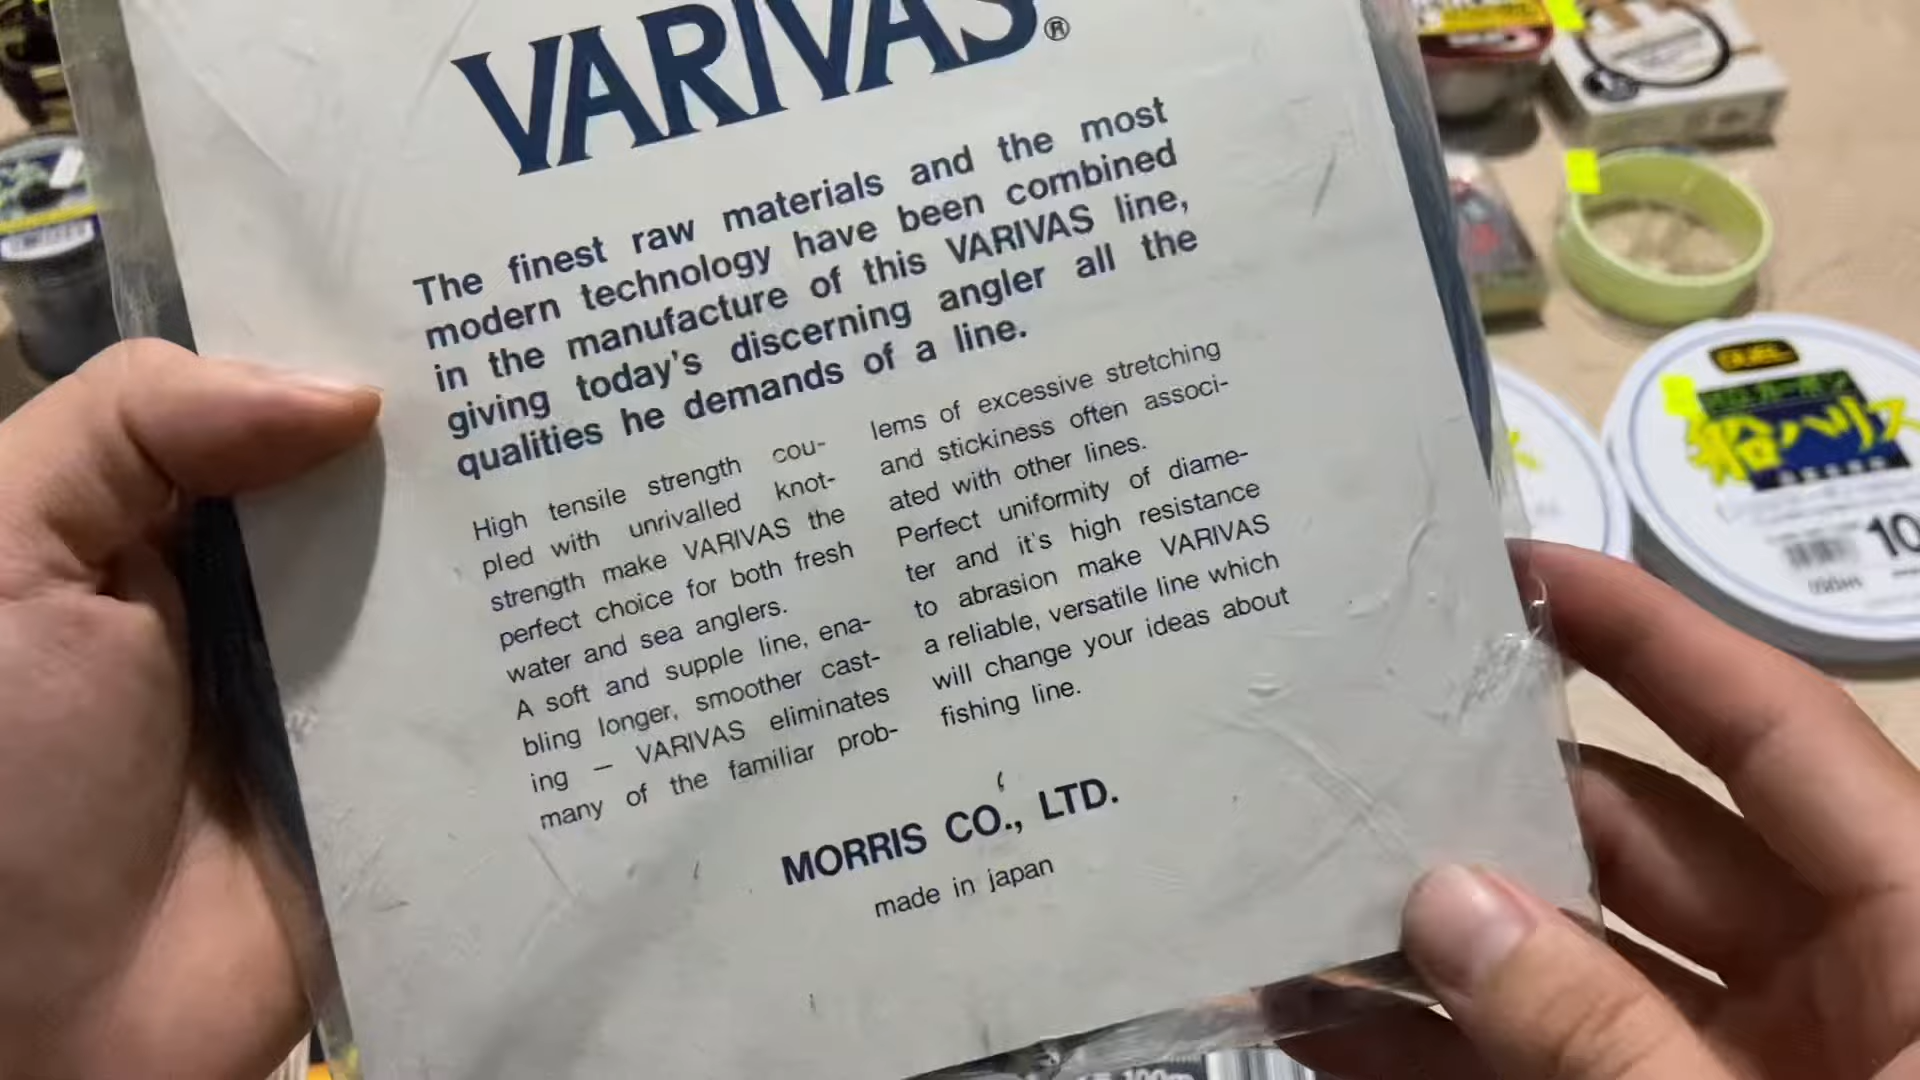 VARIVAS®
The finest raw materials and the most
modern technology have been combined
in the manufacture of this VARIVAS line,
giving today's discerning angler all the
qualities he demands of a line.
High tensile strength cou-
pled with unrivalled knot-
strength make VARIVAS the
perfect choice for both fresh
water and sea anglers.
A soft and supple line, ena-
bling longer, smoother cast-
ing — VARIVAS eliminates
many of the familiar prob-
lems of excessive stretching
and stickiness often associ-
ated with other lines.
Perfect uniformity of diame-
ter and it's high resistance
to abrasion make VARIVAS
a reliable, versatile line which
will change your ideas about
fishing line.
MORRIS CO., LTD.
made in japan
DUEL
船ハリス
10
100m